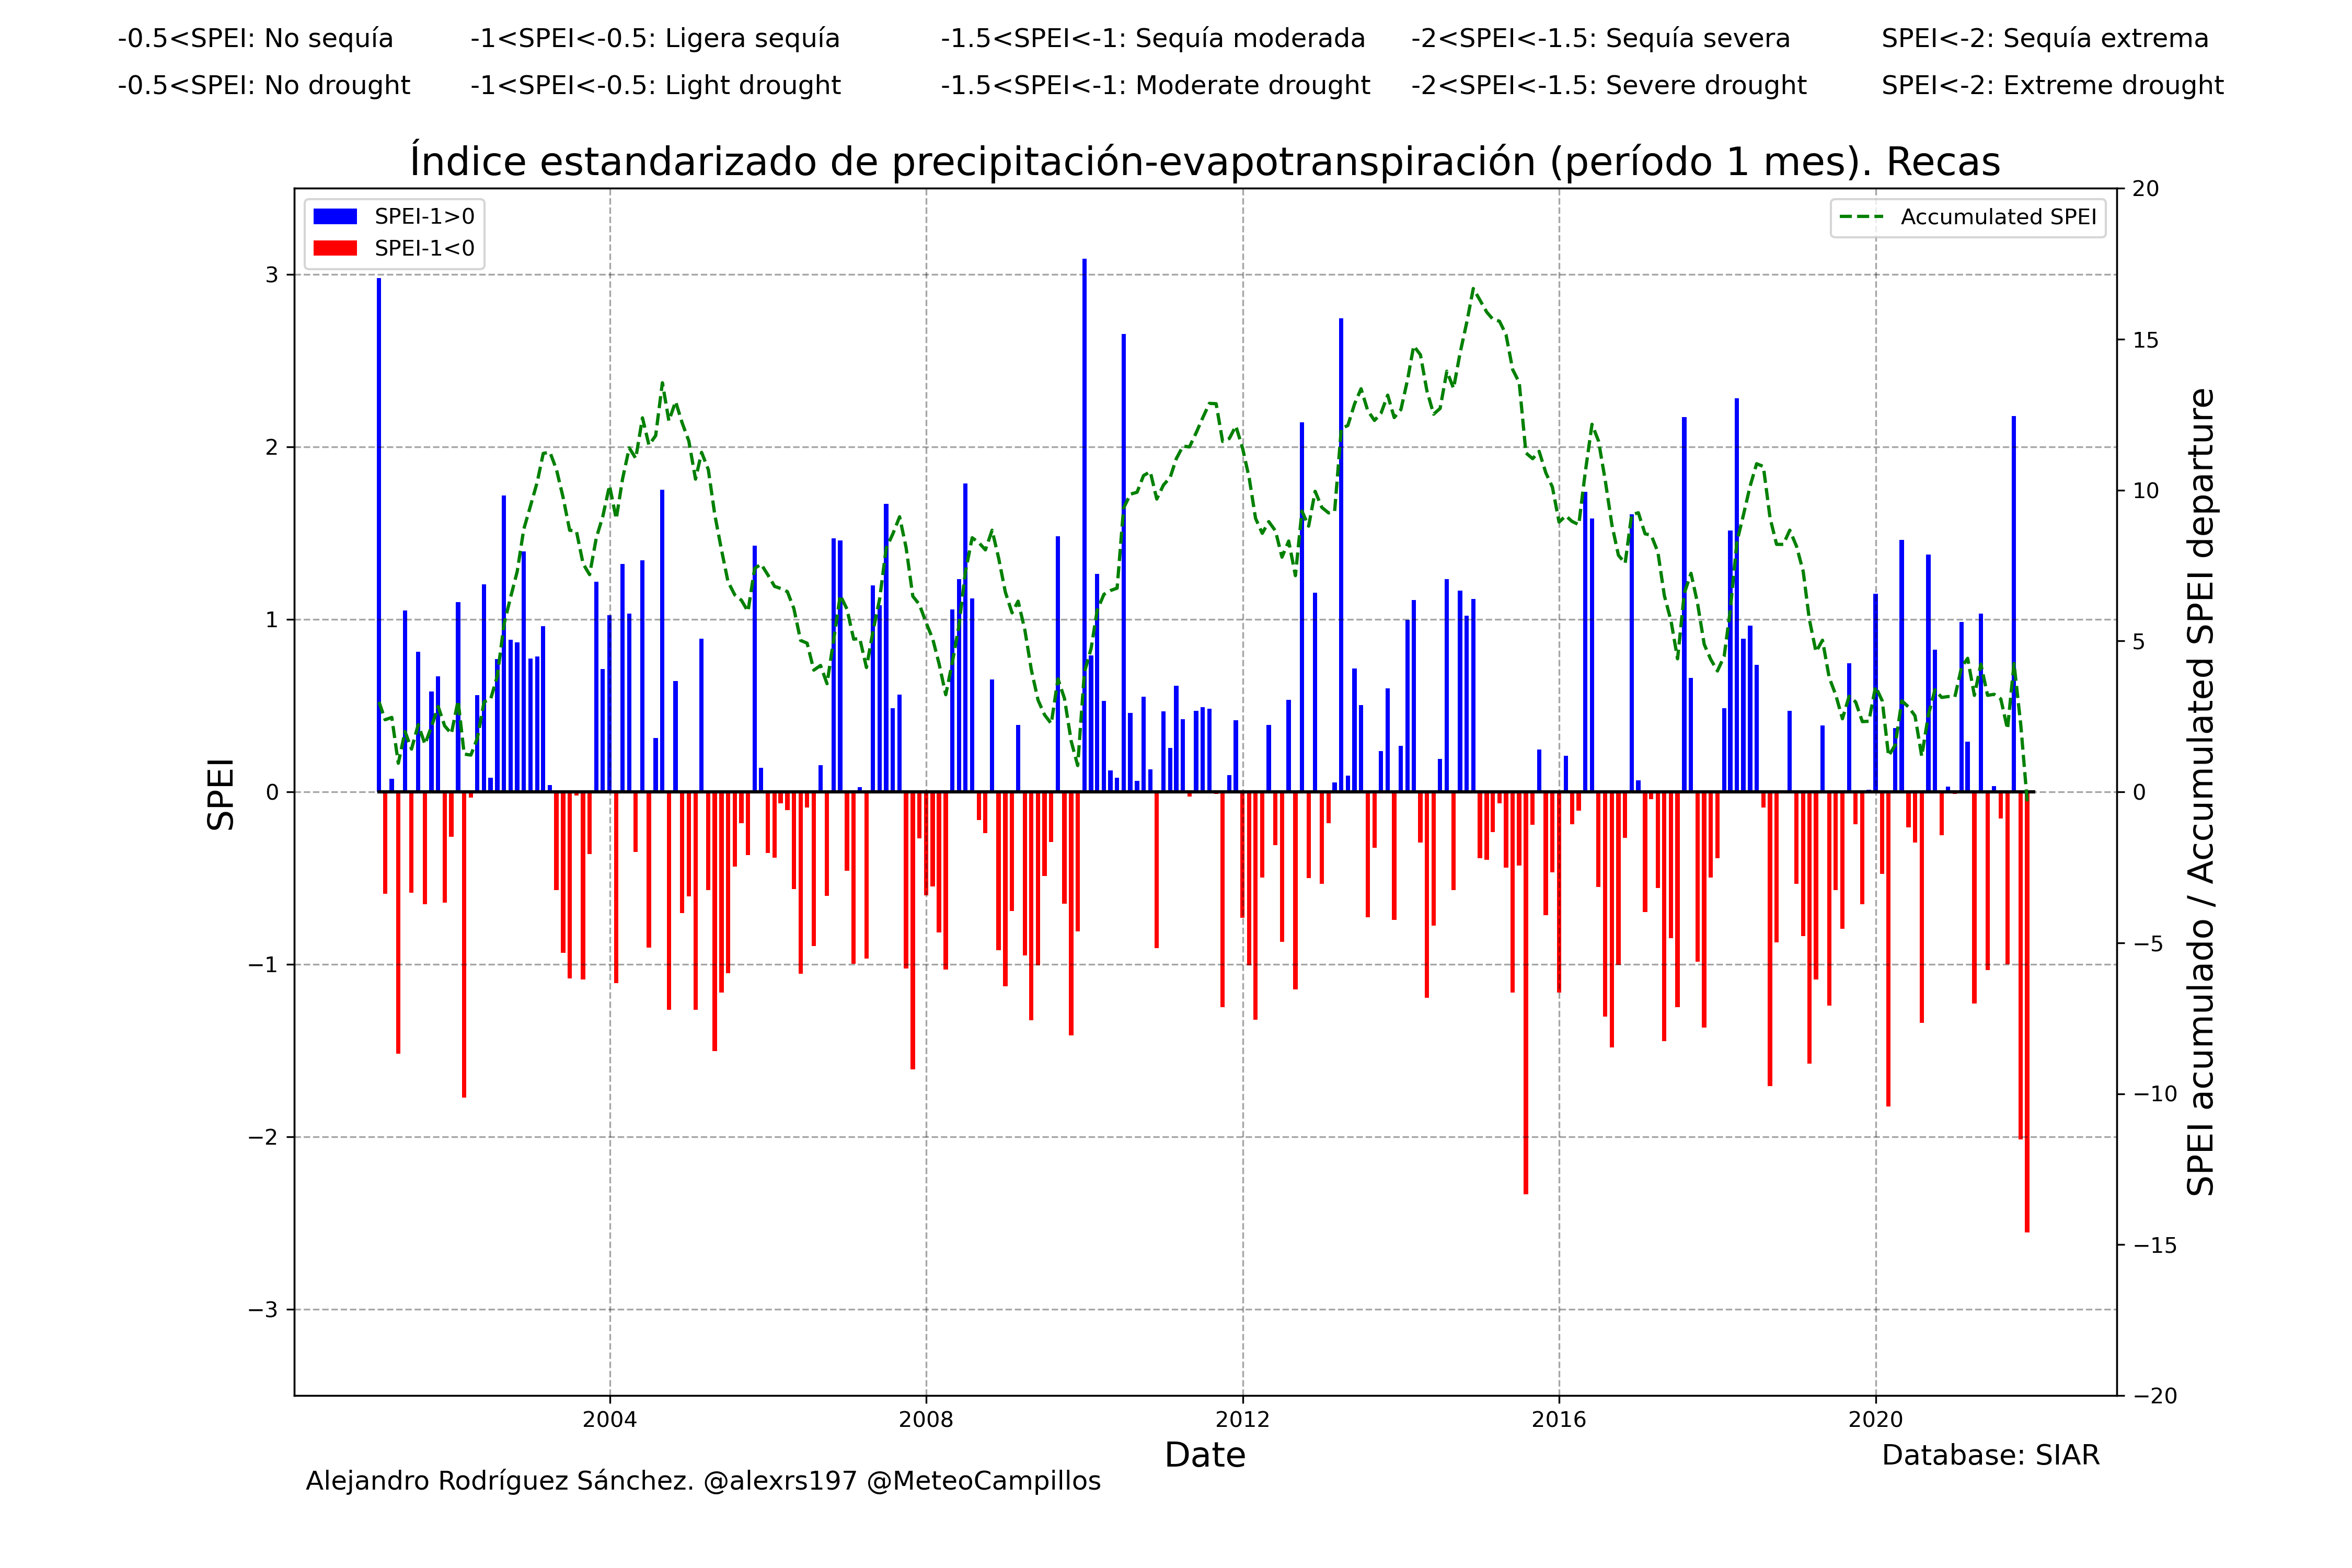 -0.5<SPEI: No sequía
-1<SPEI<-0.5: Ligera sequía
-1.5<SPEI<-1: Sequía moderada
-2<SPEI<-1.5: Sequía severa
SPEI<-2: Sequía extrema
-0.5<SPEI: No drought
-1<SPEI<-0.5: Light drought
-1.5<SPEI<-1: Moderate drought
-2<SPEI<-1.5: Severe drought
SPEI<-2: Extreme drought
Índice estandarizado de precipitación-evapotranspiración (período 1 mes). Recas
SPEI-1>0
SPEI-1<0
Accumulated SPEI
SPEI
3
2
1
0
−1
−2
−3
20
15
10
5
0
−5
−10
−15
−20
SPEI acumulado / Accumulated SPEI departure
2004
2008
2012
2016
2020
Date
Database: SIAR
Alejandro Rodríguez Sánchez. @alexrs197 @MeteoCampillos